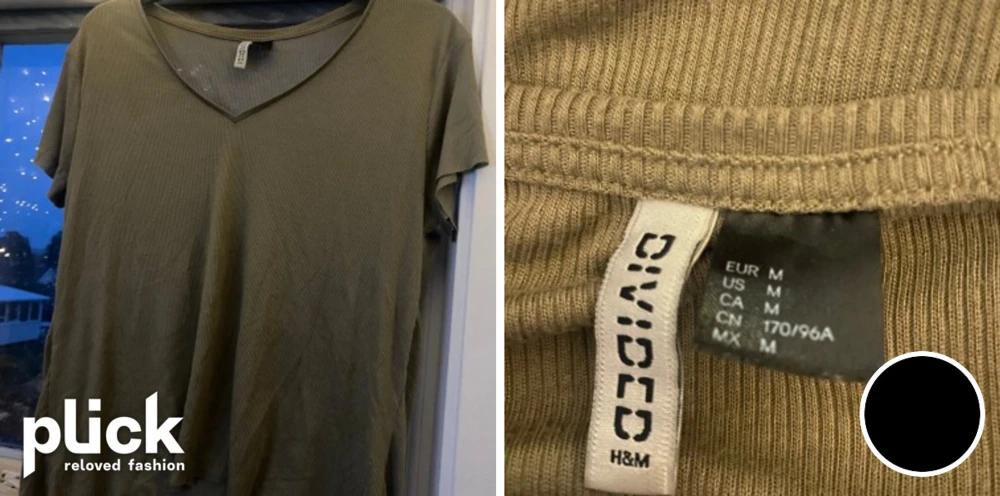 plick
reloved fashion
DIVIDED
H&M
EUR M
US M
CA M
CN 170/96A
MX M